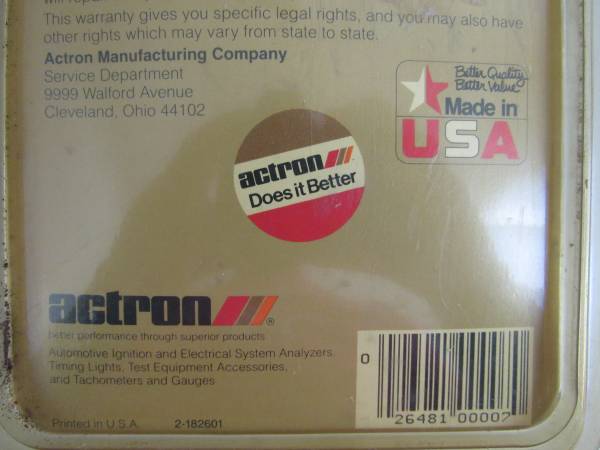 This warranty gives you specific legal rights, and you may also have
other rights which may vary from state to state.
Actron Manufacturing Company
Service Department
9999 Walford Avenue
Cleveland, Ohio 44102
Better Quality
Better Value
Made in
USA
actron
Does it Better
actron®
better performance through superior products
Automotive Ignition and Electrical System Analyzers,
Timing Lights, Test Equipment Accessories,
and Tachometers and Gauges
Printed in U.S.A. 2-182601
0 26481 00007